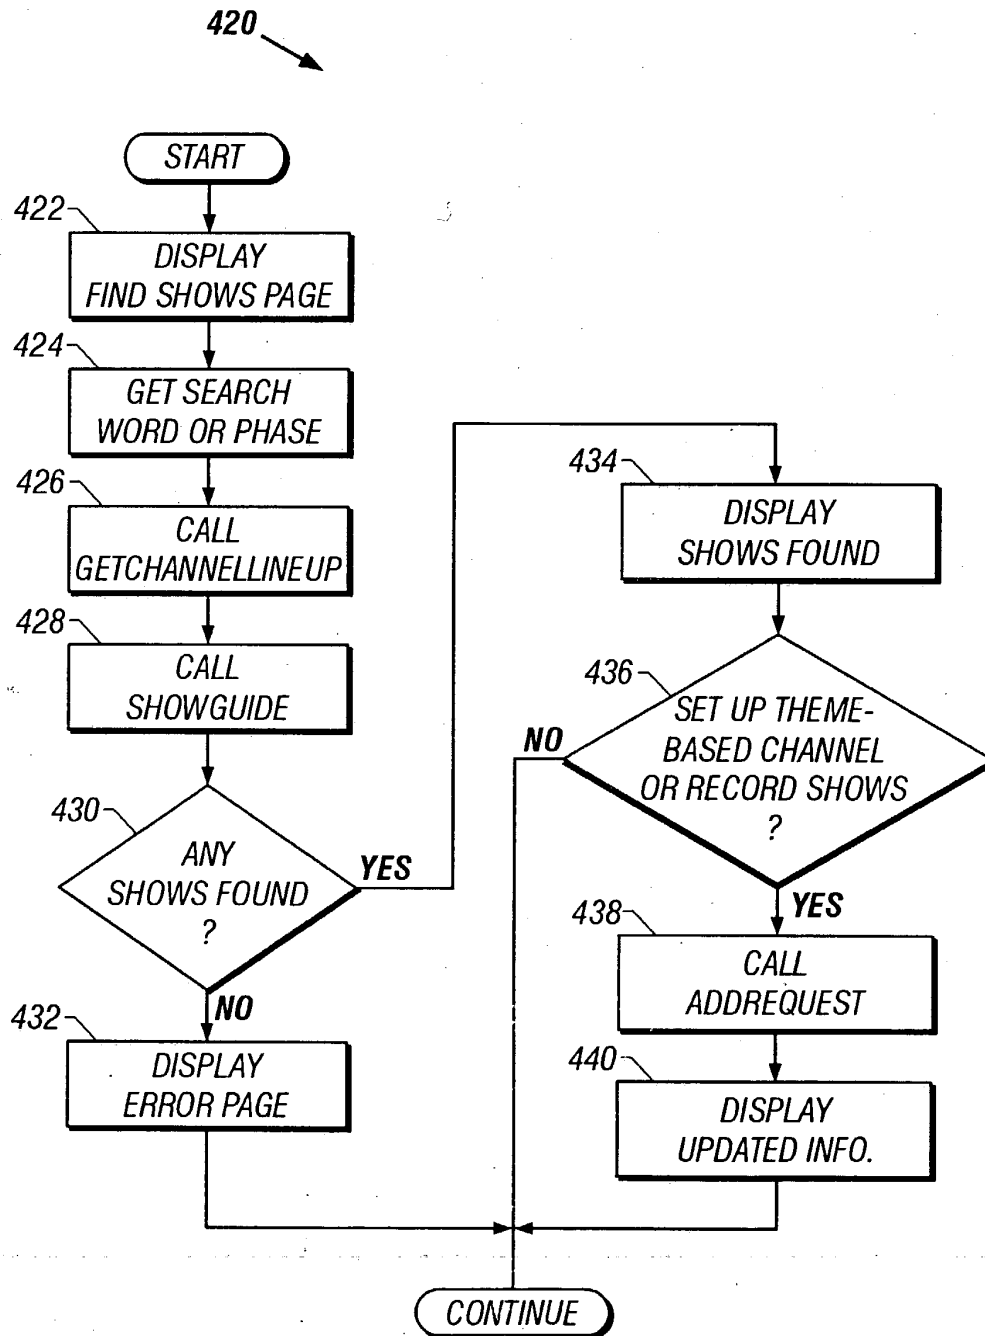 420
START
422
DISPLAY
FIND SHOWS PAGE
424
GET SEARCH
WORD OR PHASE
426
CALL
GETCHANNELLINEUP
428
CALL
SHOWGUIDE
430
ANY
SHOWS FOUND
?
YES
NO
432
DISPLAY
ERROR PAGE
434
DISPLAY
SHOWS FOUND
436
SET UP THEME-
BASED CHANNEL
OR RECORD SHOWS
?
NO
YES
438
CALL
ADDREQUEST
440
DISPLAY
UPDATED INFO.
CONTINUE